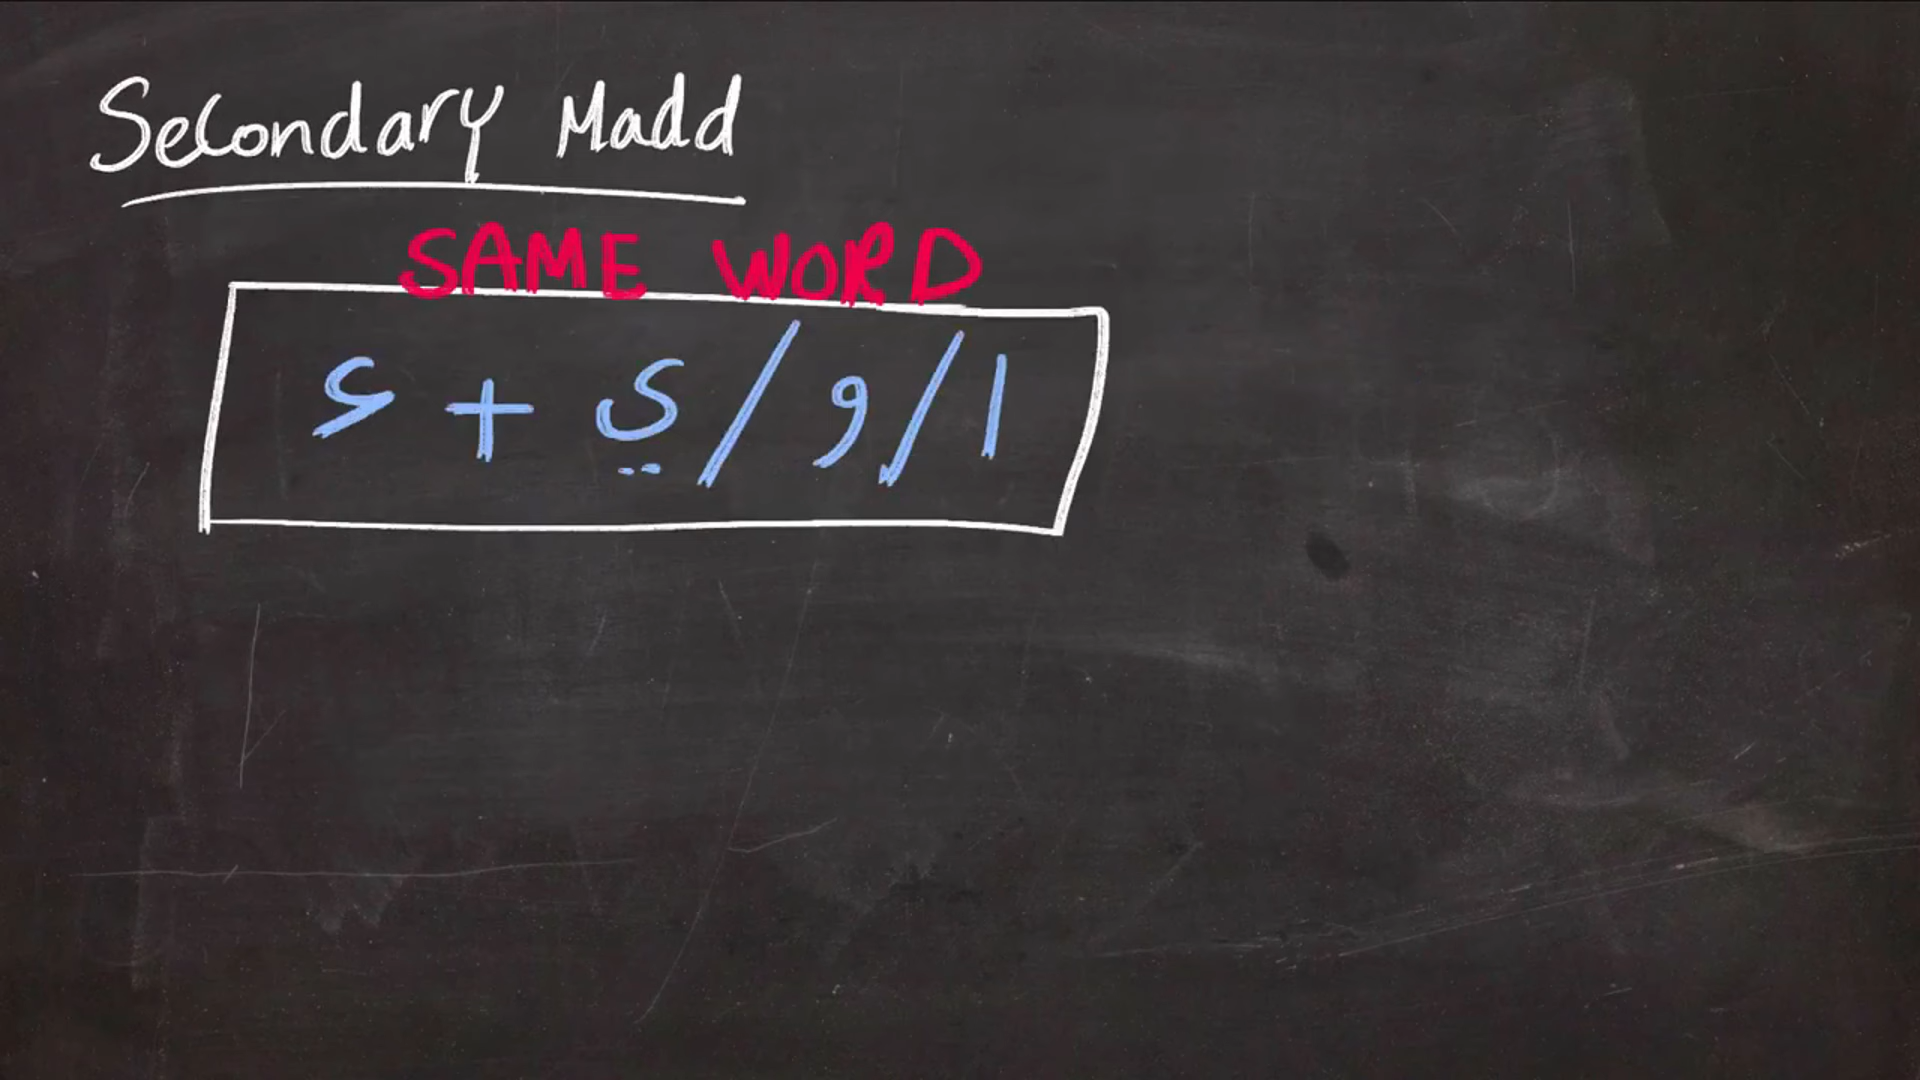 Secondary Madd
SAME WORD
ا / و / ي + ء